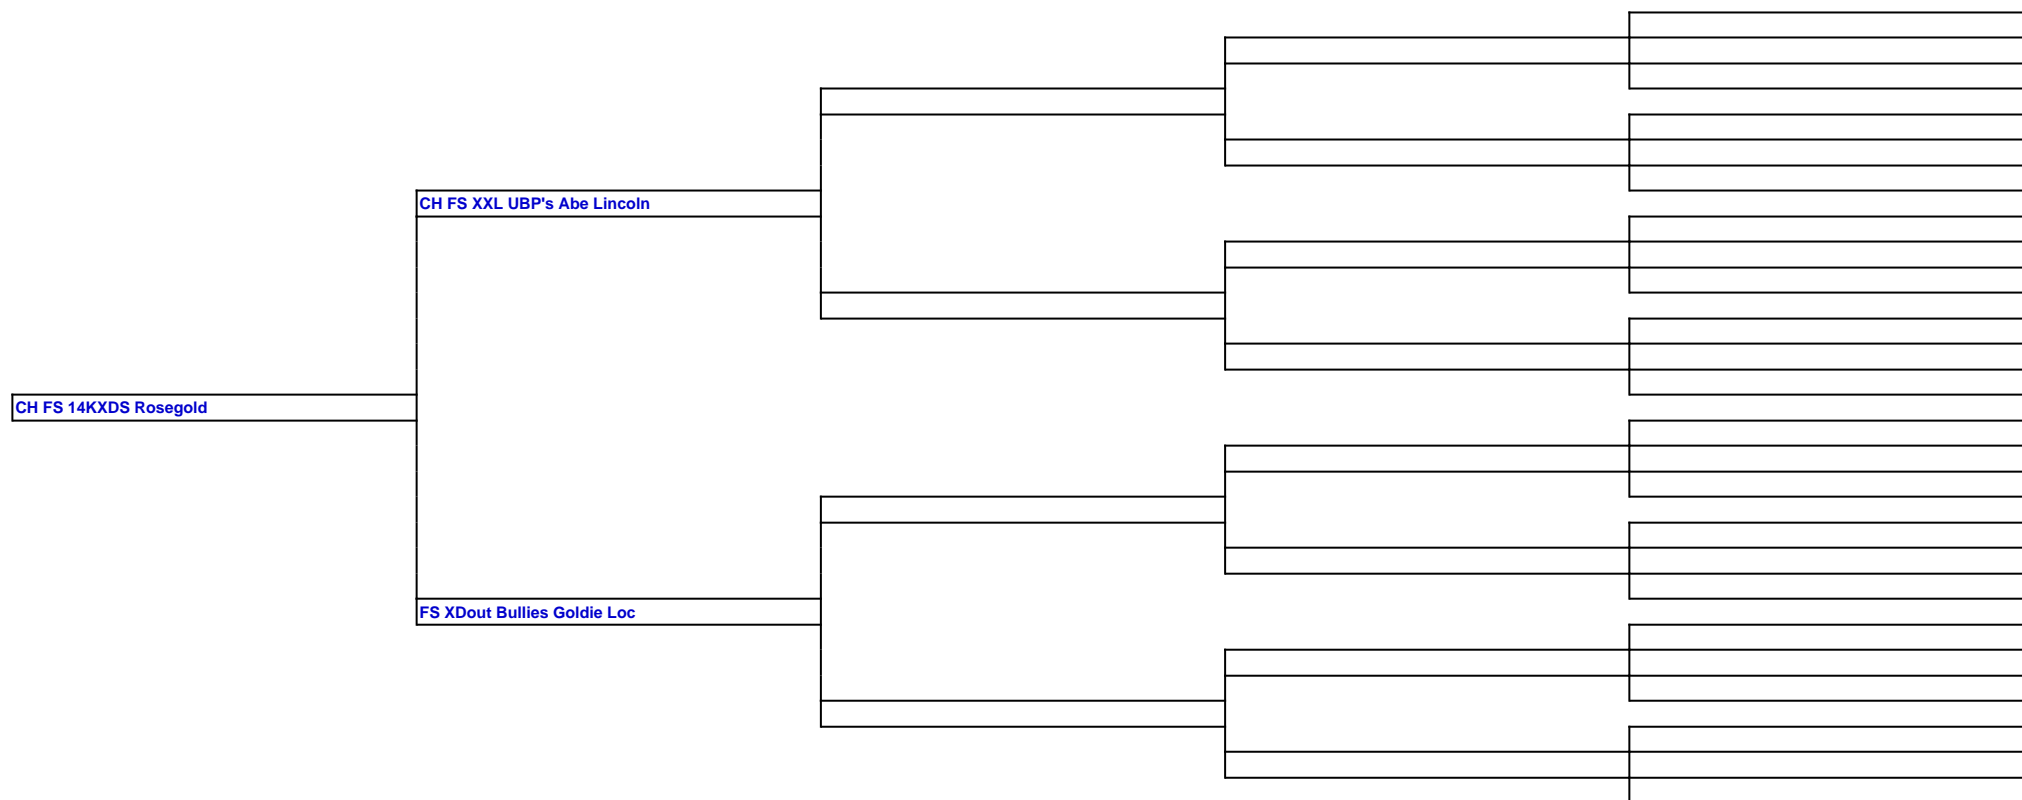 CH FS XXL UBP's Abe Lincoln
CH FS 14KXDS Rosegold
FS XDout Bullies Goldie Loc